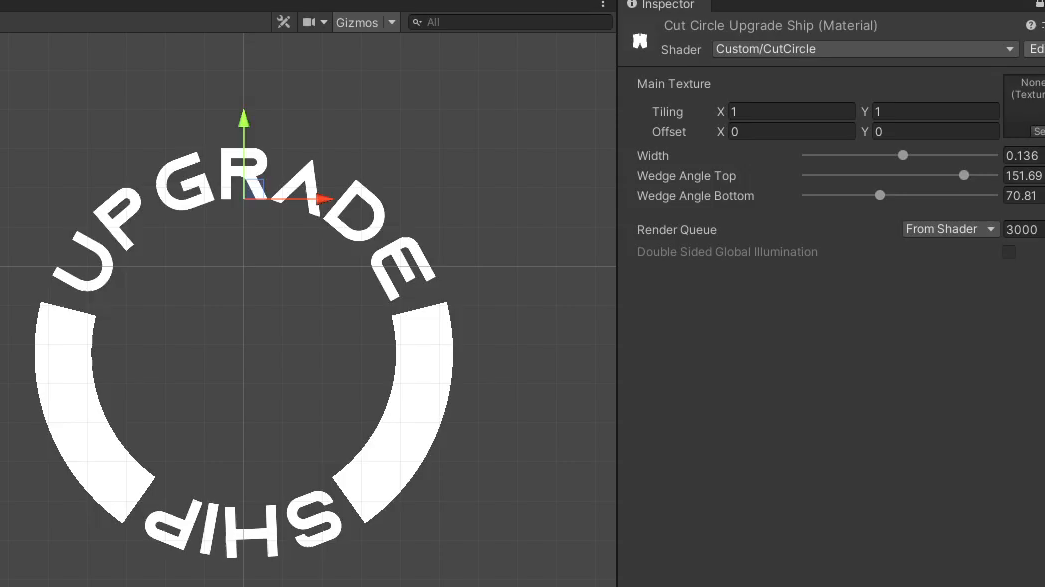 Inspector
Gizmos
All
Cut Circle Upgrade Ship (Material)
Shader Custom/CutCircle Ed
Main Texture
None
(Textur
Tiling X 1 Y 1
Offset X 0 Y 0
Se
Width 0.136
Wedge Angle Top 151.69
Wedge Angle Bottom 70.81
Render Queue From Shader 3000
Double Sided Global Illumination
UPGRADE
SHIP